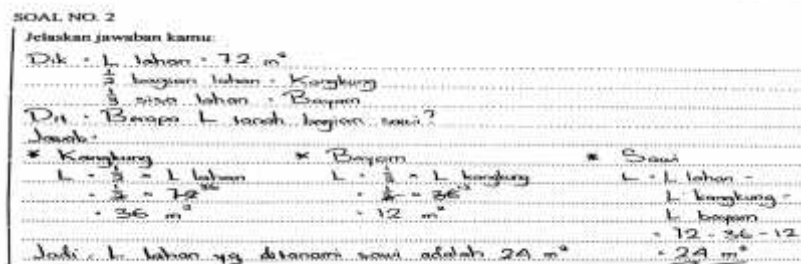 SOAL NO. 2
Jelaskan jawaban kamu:
Dik : L lahan = 72 m²
1/2 bagian lahan = Kangkung
1/3 sisa lahan = Bayam
Dit : Berapa L tanah bagian sawi?
Jawab :
* Kangkung * Bayam * Sawi
L = 1/2 × L lahan L = 1/3 × L kangkung L = L lahan -
= 1/2 × 72 36 = 1/3 × 36 12 L kangkung -
= 36 m² = 12 m² L bayam
= 72 - 36 - 12
Jadi, L lahan yg ditanami sawi adalah 24 m² = 24 m²